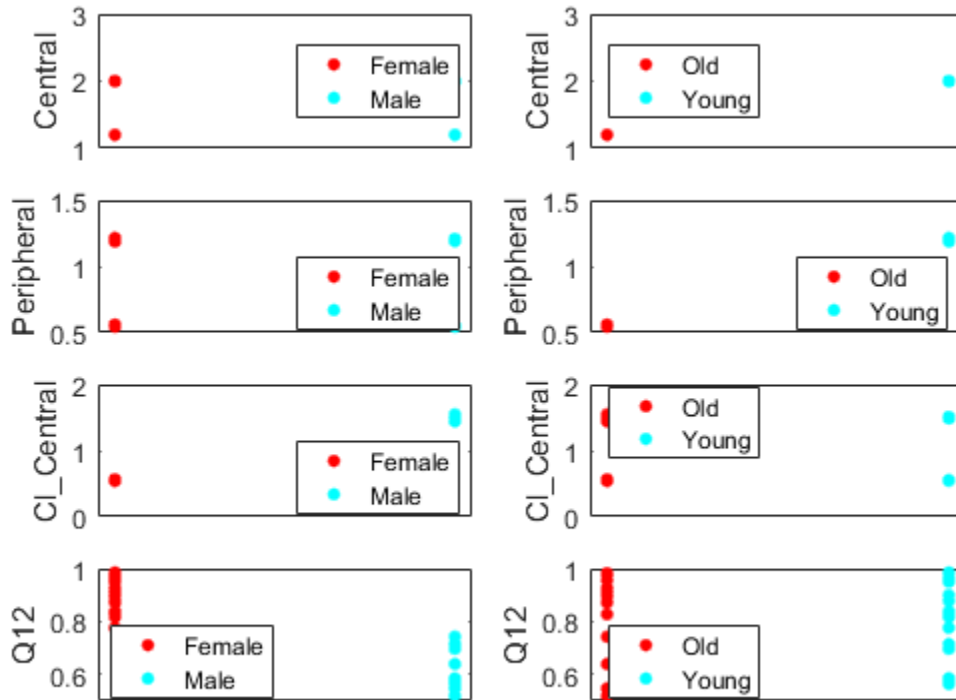 3
2
1
Central
Female
Male
3
2
1
Central
Old
Young
1.5
1
0.5
Peripheral
Female
Male
1.5
1
0.5
Peripheral
Old
Young
2
1
0
Cl_Central
Female
Male
2
1
0
Cl_Central
Old
Young
1
0.8
0.6
Q12
Female
Male
1
0.8
0.6
Q12
Old
Young